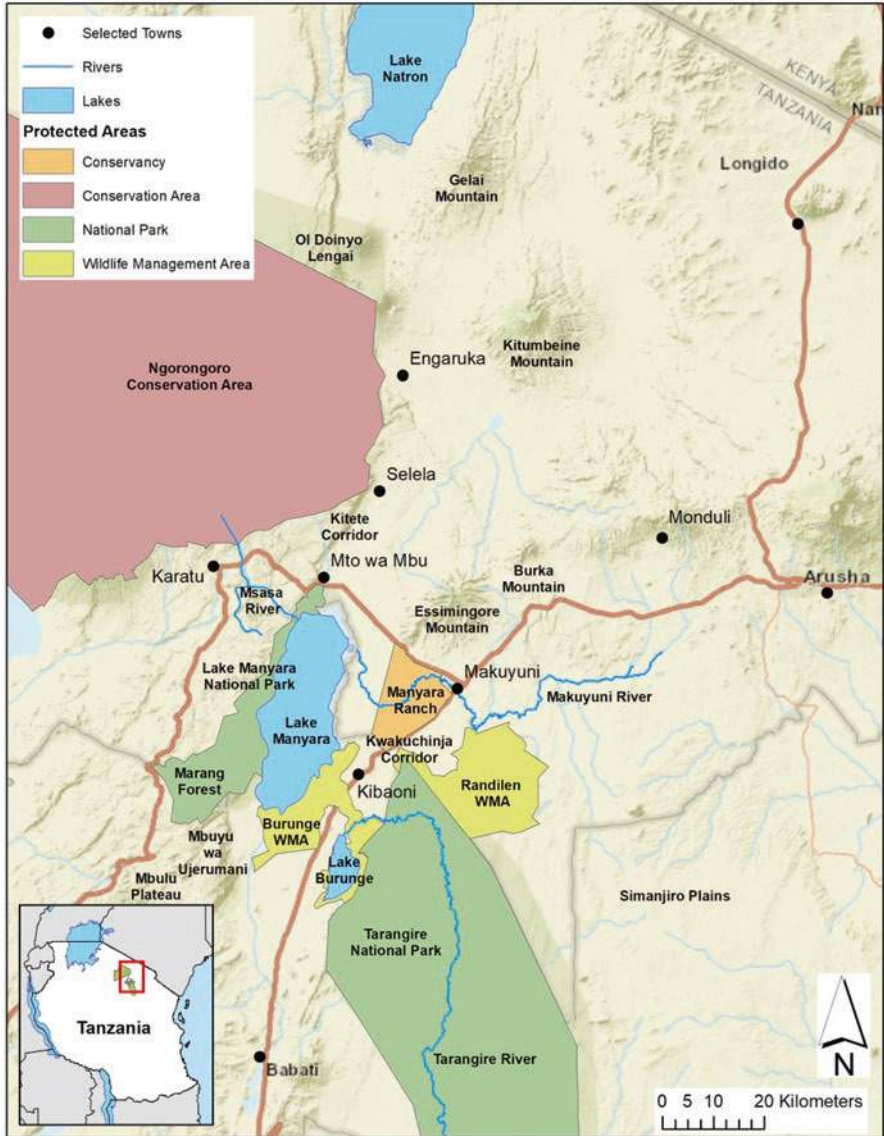 Selected Towns
Rivers
Lakes
Protected Areas
Conservancy
Conservation Area
National Park
Wildlife Management Area
Lake
Natron
KENYA
TANZANIA
Nam
Longido
Gelai
Mountain
Ol Doinyo
Lengai
Kitumbeine
Mountain
Ngorongoro
Conservation Area
Engaruka
Selela
Kitete
Corridor
Monduli
Karatu
Mto wa Mbu
Burka
Mountain
Arusha
Msasa
River
Essimingore
Mountain
Lake Manyara
National Park
Makuyuni
Manyara
Ranch
Makuyuni River
Lake
Manyara
Kwakuchinja
Corridor
Marang
Forest
Kibaoni
Randilen
WMA
Burunge
WMA
Mbuyu
wa
Ujerumani
Lake
Burunge
Mbulu
Plateau
Simanjiro Plains
Tarangire
National Park
Tanzania
Babati
Tarangire River
N
0 5 10 20 Kilometers